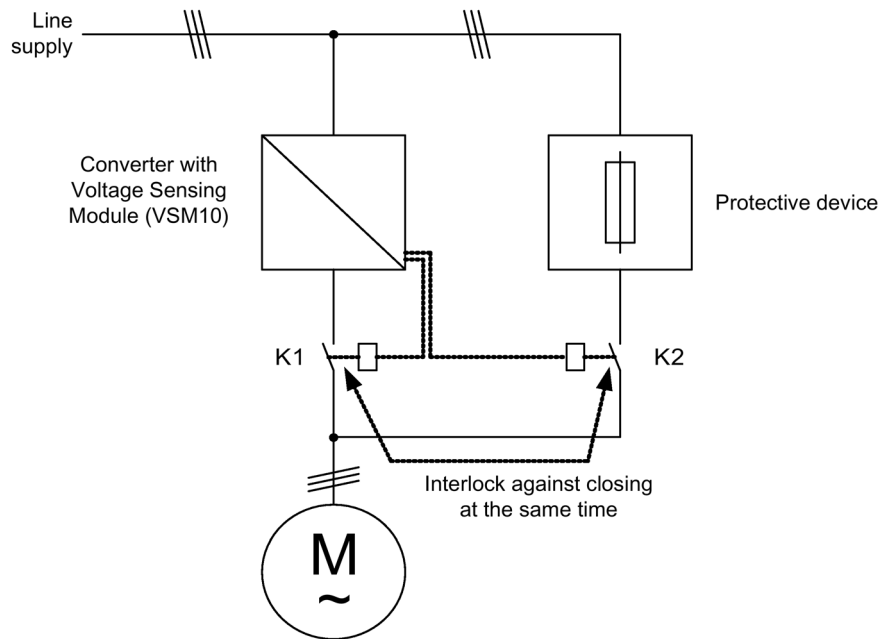 Line
supply
Converter with
Voltage Sensing
Module (VSM10)
Protective device
K1
K2
Interlock against closing
at the same time
M
~